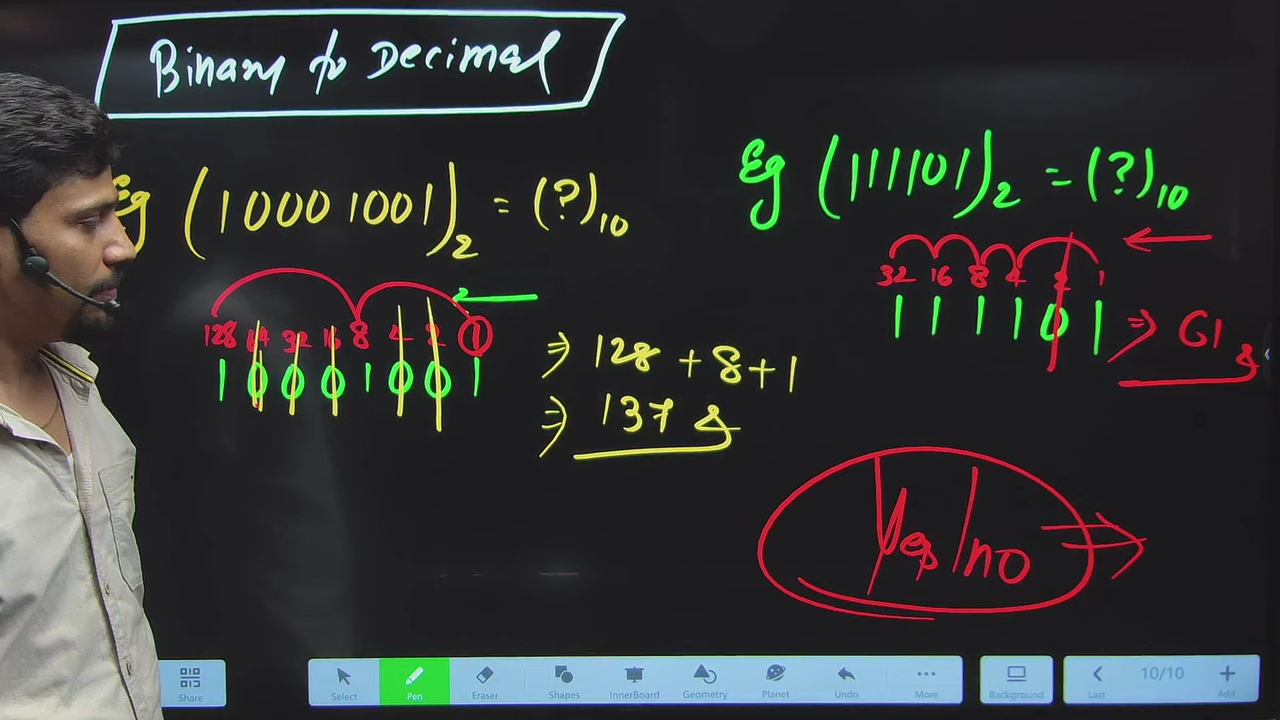 Binary to Decimal
Eg (10001001)2 = (?)10
128 64 32 16 8 4 2 1
1 0 0 0 1 0 0 1
⇒ 128 + 8 + 1
⇒ 137
Eg (111101)2 = (?)10
32 16 8 4 2 1
1 1 1 1 0 1 ⇒ 61
Yes/no
Share
Select Pen Eraser Shapes InnerBoard Geometry Planet Undo More
Background
Last 10/10 Add